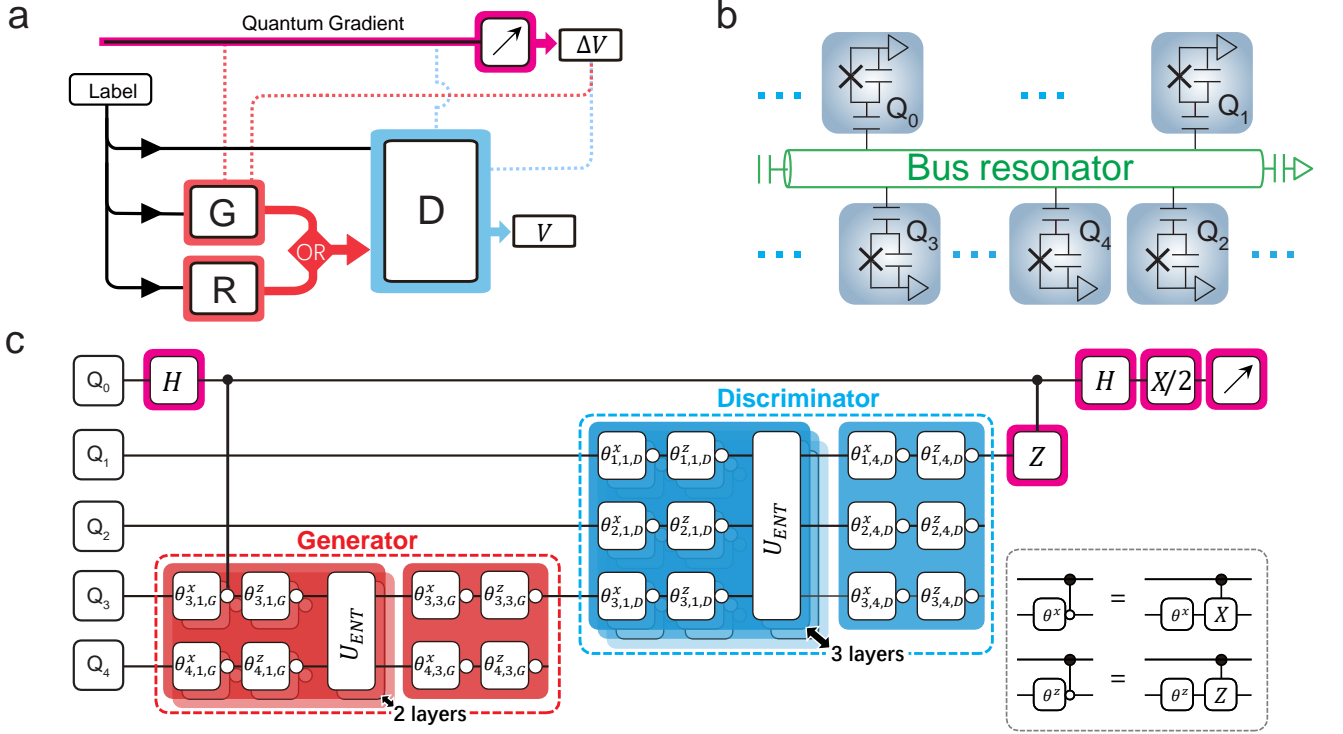 a
Quantum Gradient
ΔV
Label
G
R
OR
D
V
b
Q₀
Q₁
Bus resonator
Q₃
Q₄
Q₂
c
Q₀
H
H
X/2
Discriminator
Q₁
θˣ₁,₁,D
θᶻ₁,₁,D
θˣ₁,₄,D
θᶻ₁,₄,D
Z
Q₂
θˣ₂,₁,D
θᶻ₂,₁,D
U_ENT
θˣ₂,₄,D
θᶻ₂,₄,D
Generator
Q₃
θˣ₃,₁,G
θᶻ₃,₁,G
θˣ₃,₃,G
θᶻ₃,₃,G
θˣ₃,₁,D
θᶻ₃,₁,D
θˣ₃,₄,D
θᶻ₃,₄,D
U_ENT
3 layers
Q₄
θˣ₄,₁,G
θᶻ₄,₁,G
θˣ₄,₃,G
θᶻ₄,₃,G
2 layers
θˣ = θˣ X
θᶻ = θᶻ Z